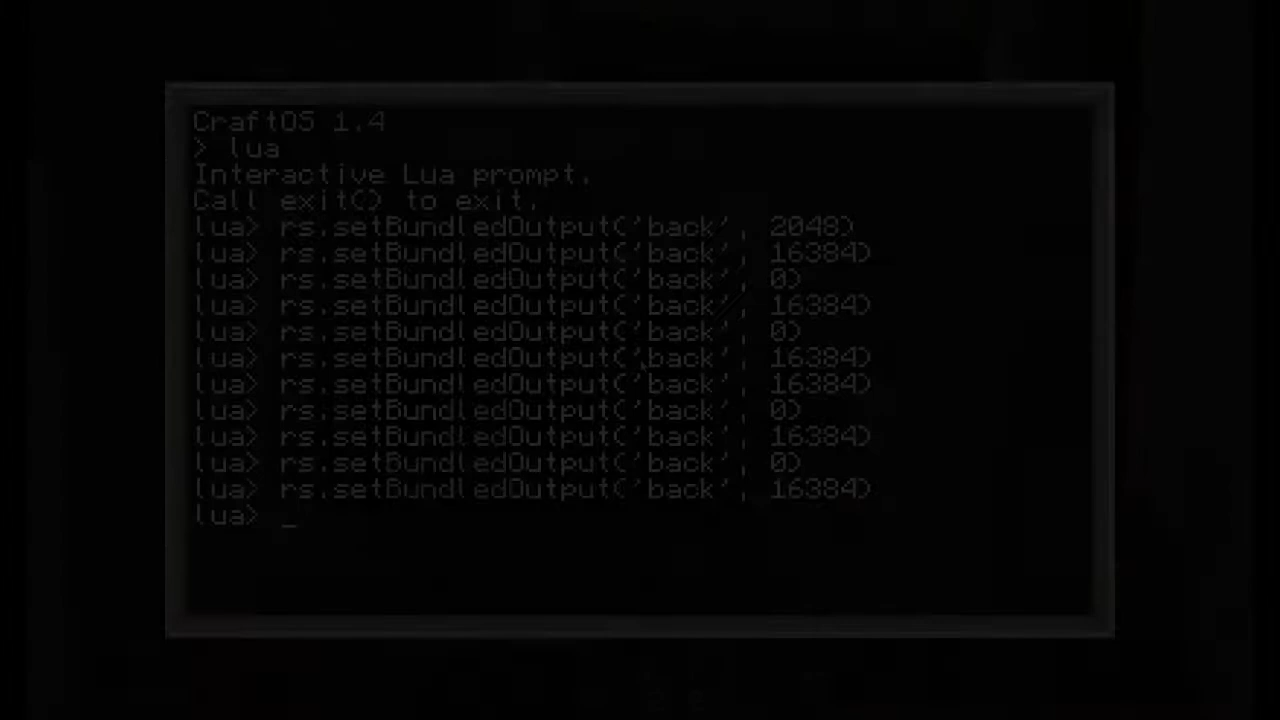 CraftOS 1.4
> lua
Interactive Lua prompt.
Call exit() to exit.
lua> rs.setBundledOutput('back', 2048)
lua> rs.setBundledOutput('back', 16384)
lua> rs.setBundledOutput('back', 0)
lua> rs.setBundledOutput('back', 16384)
lua> rs.setBundledOutput('back', 0)
lua> rs.setBundledOutput('back', 16384)
lua> rs.setBundledOutput('back', 16384)
lua> rs.setBundledOutput('back', 0)
lua> rs.setBundledOutput('back', 16384)
lua> rs.setBundledOutput('back', 0)
lua> rs.setBundledOutput('back', 16384)
lua> _